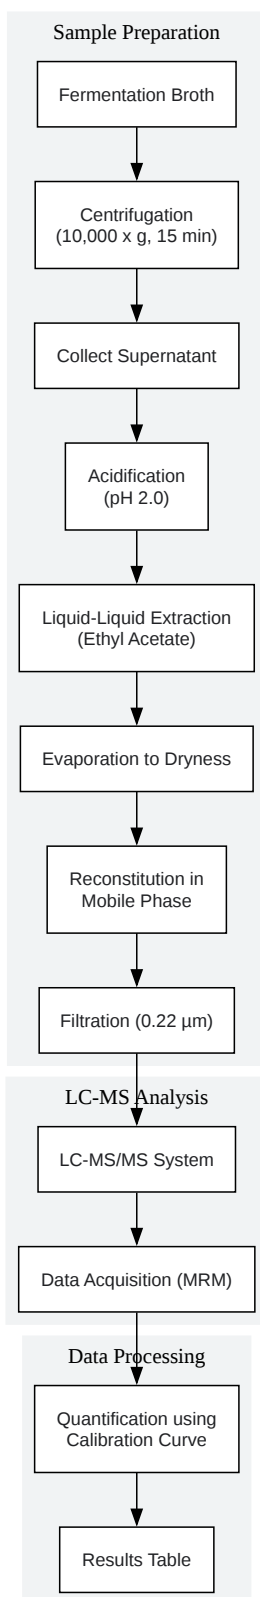 Sample Preparation
Fermentation Broth
Centrifugation
(10,000 x g, 15 min)
Collect Supernatant
Acidification
(pH 2.0)
Liquid-Liquid Extraction
(Ethyl Acetate)
Evaporation to Dryness
Reconstitution in
Mobile Phase
Filtration (0.22 µm)
LC-MS Analysis
LC-MS/MS System
Data Acquisition (MRM)
Data Processing
Quantification using
Calibration Curve
Results Table